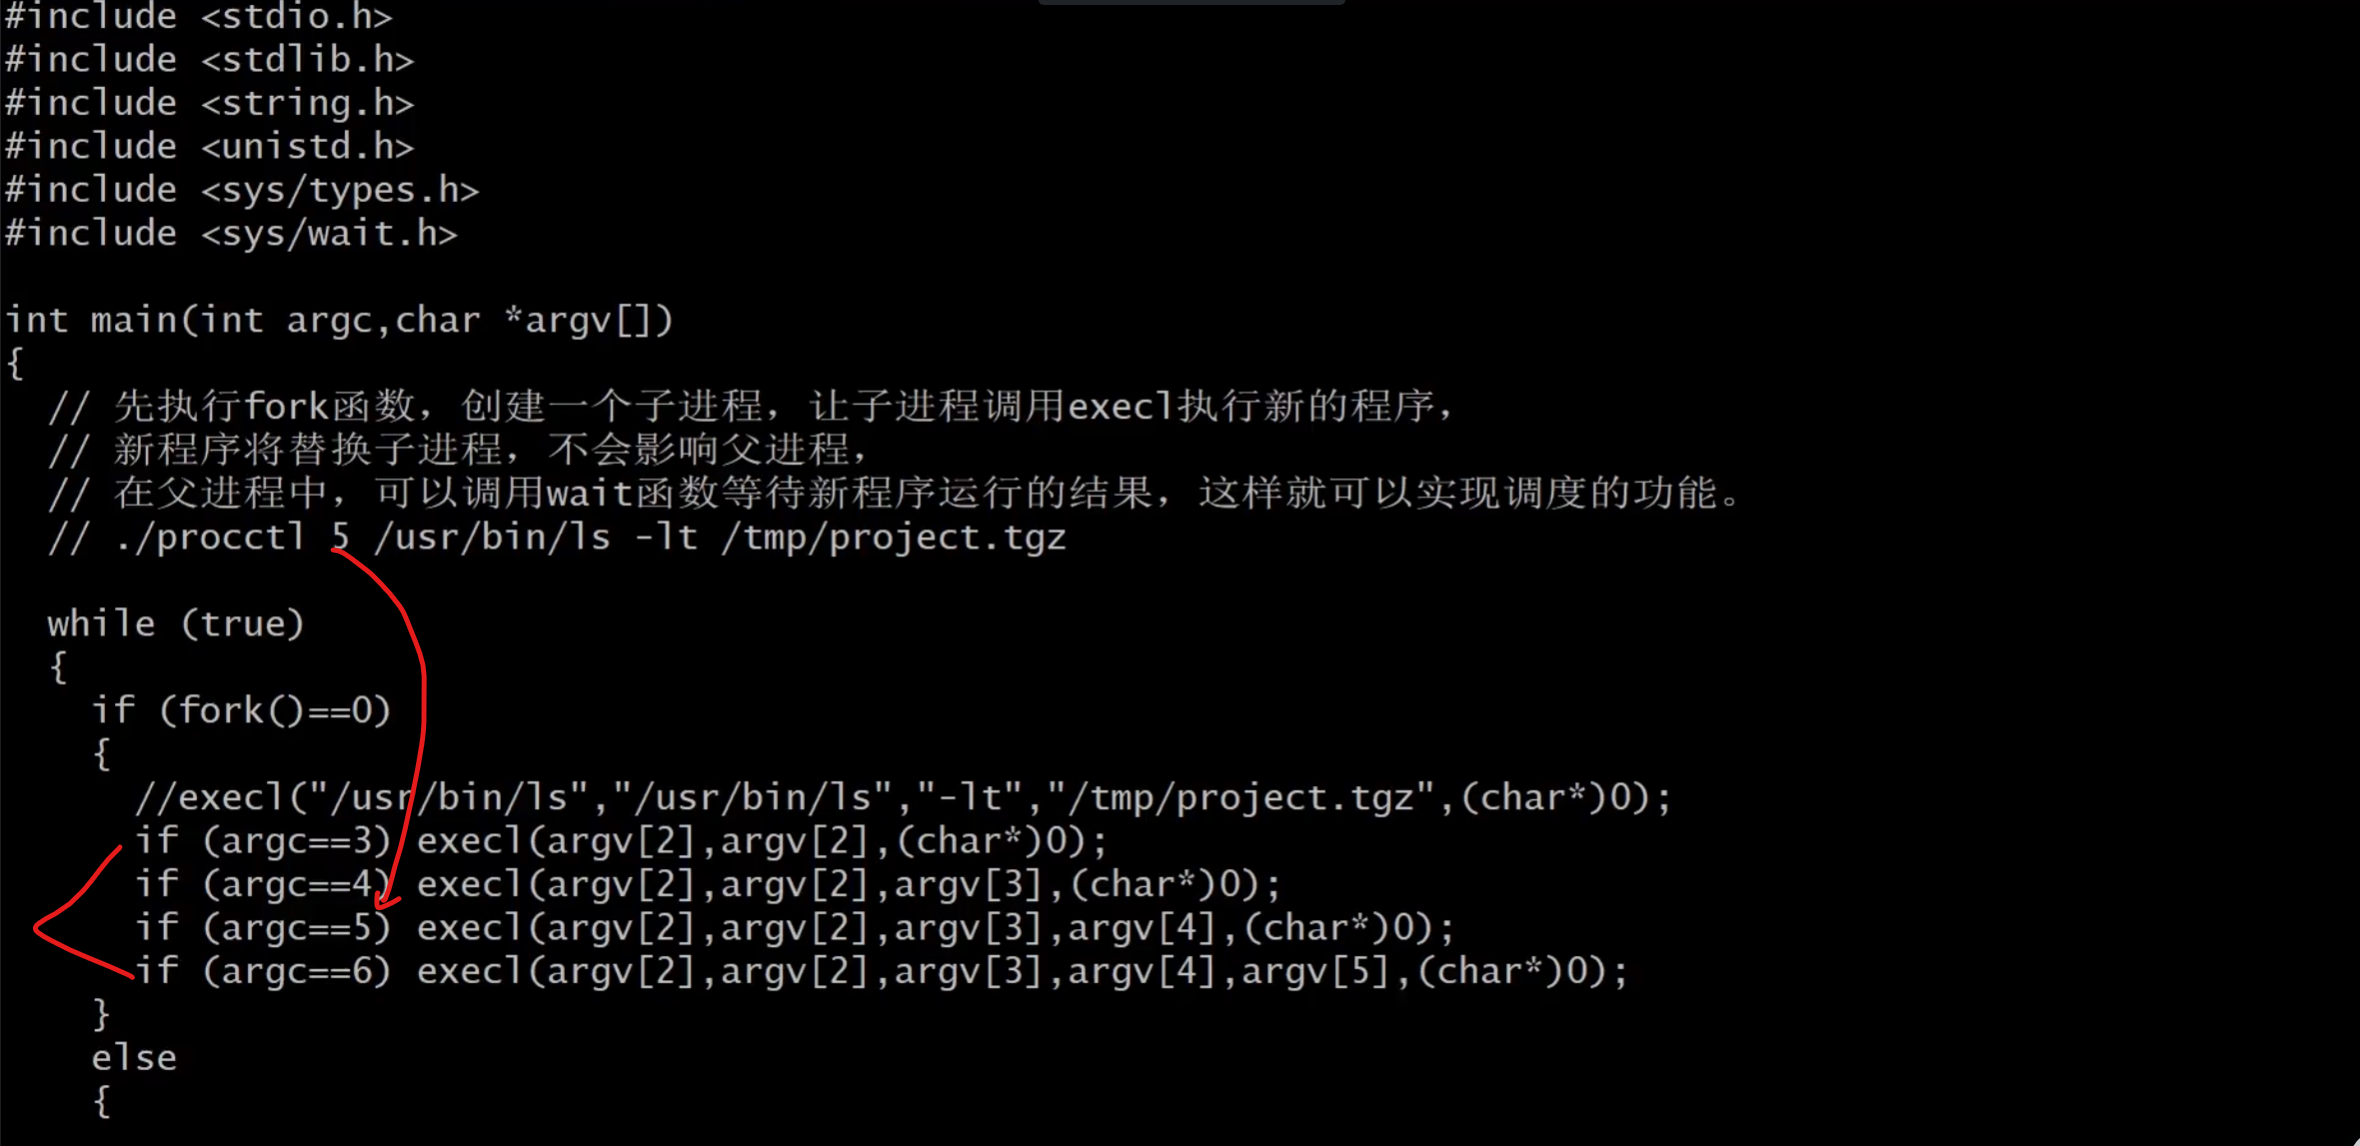 #include <stdio.h>
#include <stdlib.h>
#include <string.h>
#include <unistd.h>
#include <sys/types.h>
#include <sys/wait.h>
int main(int argc,char *argv[])
{
// 先执行fork函数，创建一个子进程，让子进程调用execl执行新的程序，
// 新程序将替换子进程，不会影响父进程，
// 在父进程中，可以调用wait函数等待新程序运行的结果，这样就可以实现调度的功能。
// ./procctl 5 /usr/bin/ls -lt /tmp/project.tgz
while (true)
{
if (fork()==0)
{
//execl("/usr/bin/ls","/usr/bin/ls","-lt","/tmp/project.tgz",(char*)0);
if (argc==3) execl(argv[2],argv[2],(char*)0);
if (argc==4) execl(argv[2],argv[2],argv[3],(char*)0);
if (argc==5) execl(argv[2],argv[2],argv[3],argv[4],(char*)0);
if (argc==6) execl(argv[2],argv[2],argv[3],argv[4],argv[5],(char*)0);
}
else
{